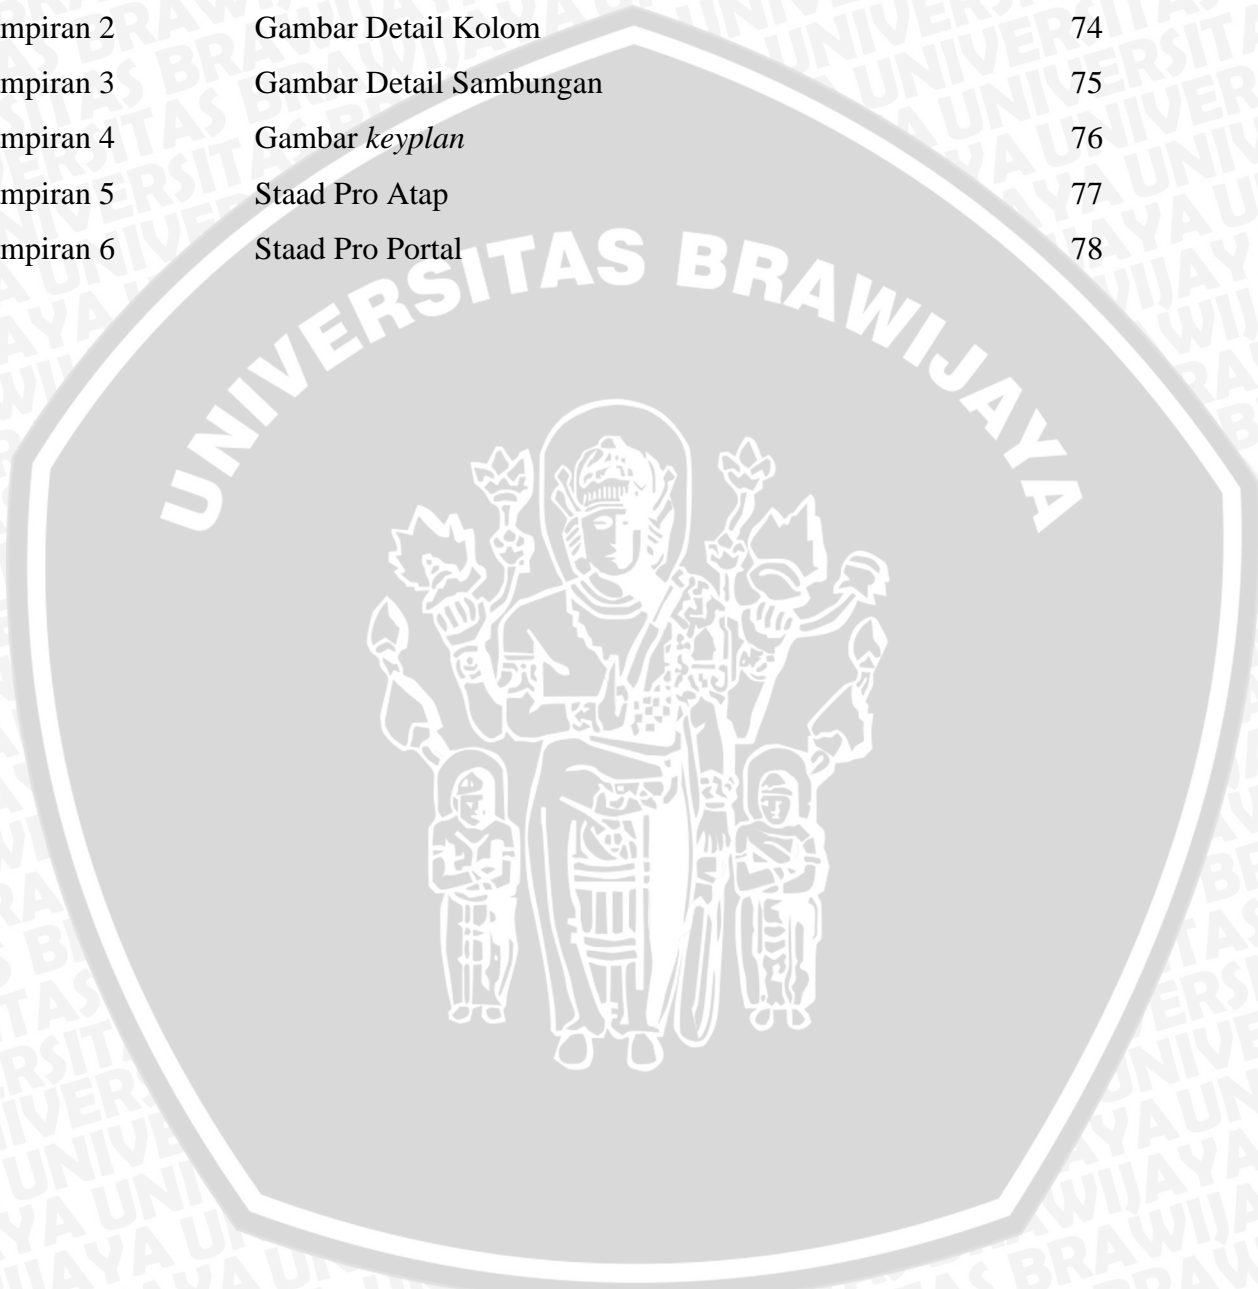 mpiran 2 Gambar Detail Kolom 74
mpiran 3 Gambar Detail Sambungan 75
mpiran 4 Gambar keyplan 76
mpiran 5 Staad Pro Atap 77
mpiran 6 Staad Pro Portal 78
UNIVERSITAS BRAWIJAYA